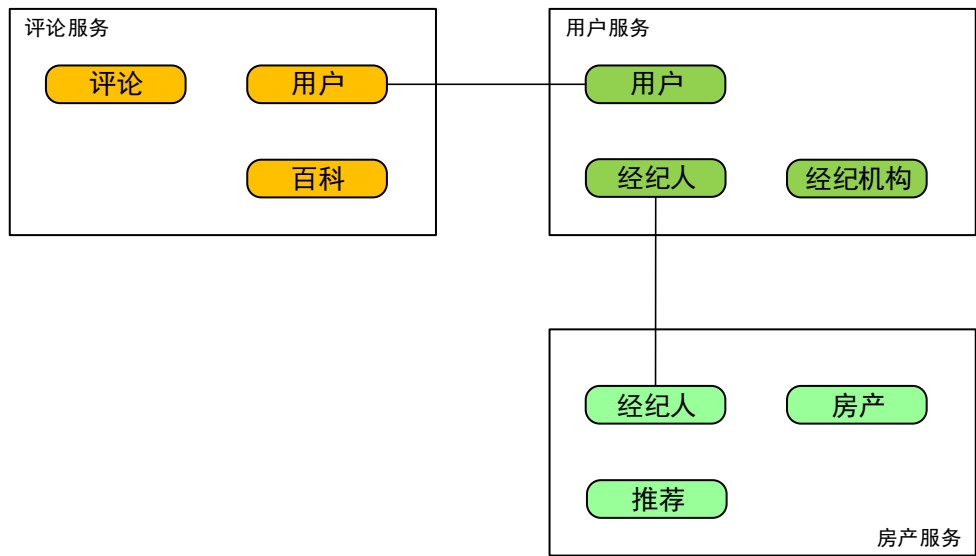 评论服务
评论
用户
百科
用户服务
用户
经纪人
经纪机构
经纪人
房产
推荐
房产服务